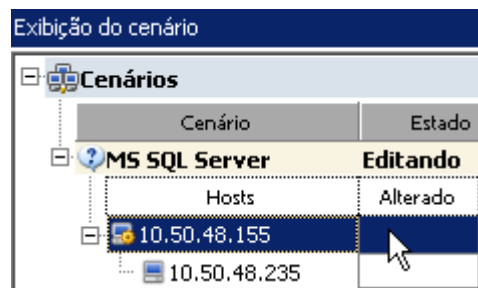 Exibição do cenário
Cenários
Cenário Estado
MS SQL Server Editando
Hosts Alterado
10.50.48.155
10.50.48.235